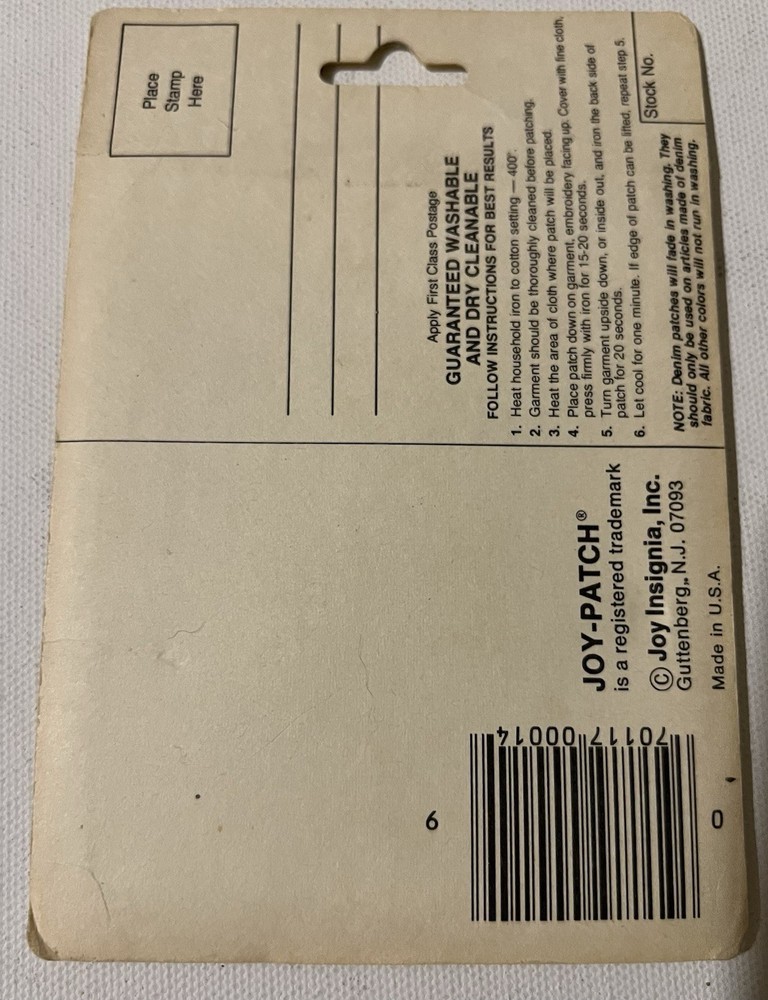 Place
Stamp
Here
Apply First Class Postage
GUARANTEED WASHABLE
AND DRY CLEANABLE
FOLLOW INSTRUCTIONS FOR BEST RESULTS
1. Heat household iron to cotton setting — 400°.
2. Garment should be thoroughly cleaned before patching.
3. Heat the area of cloth where patch will be placed.
4. Place patch down on garment, embroidery facing up. Cover with fine cloth,
press firmly with iron for 15-20 seconds.
5. Turn garment upside down, or inside out, and iron the back side of
patch for 20 seconds.
6. Let cool for one minute. If edge of patch can be lifted, repeat step 5.
NOTE: Denim patches will fade in washing. They
should only be used on articles made of denim
fabric. All other colors will not run in washing.
Stock No.
JOY-PATCH®
is a registered trademark
© Joy Insignia, Inc.
Guttenberg,, N.J. 07093
Made in U.S.A.
0 70117 00014 6